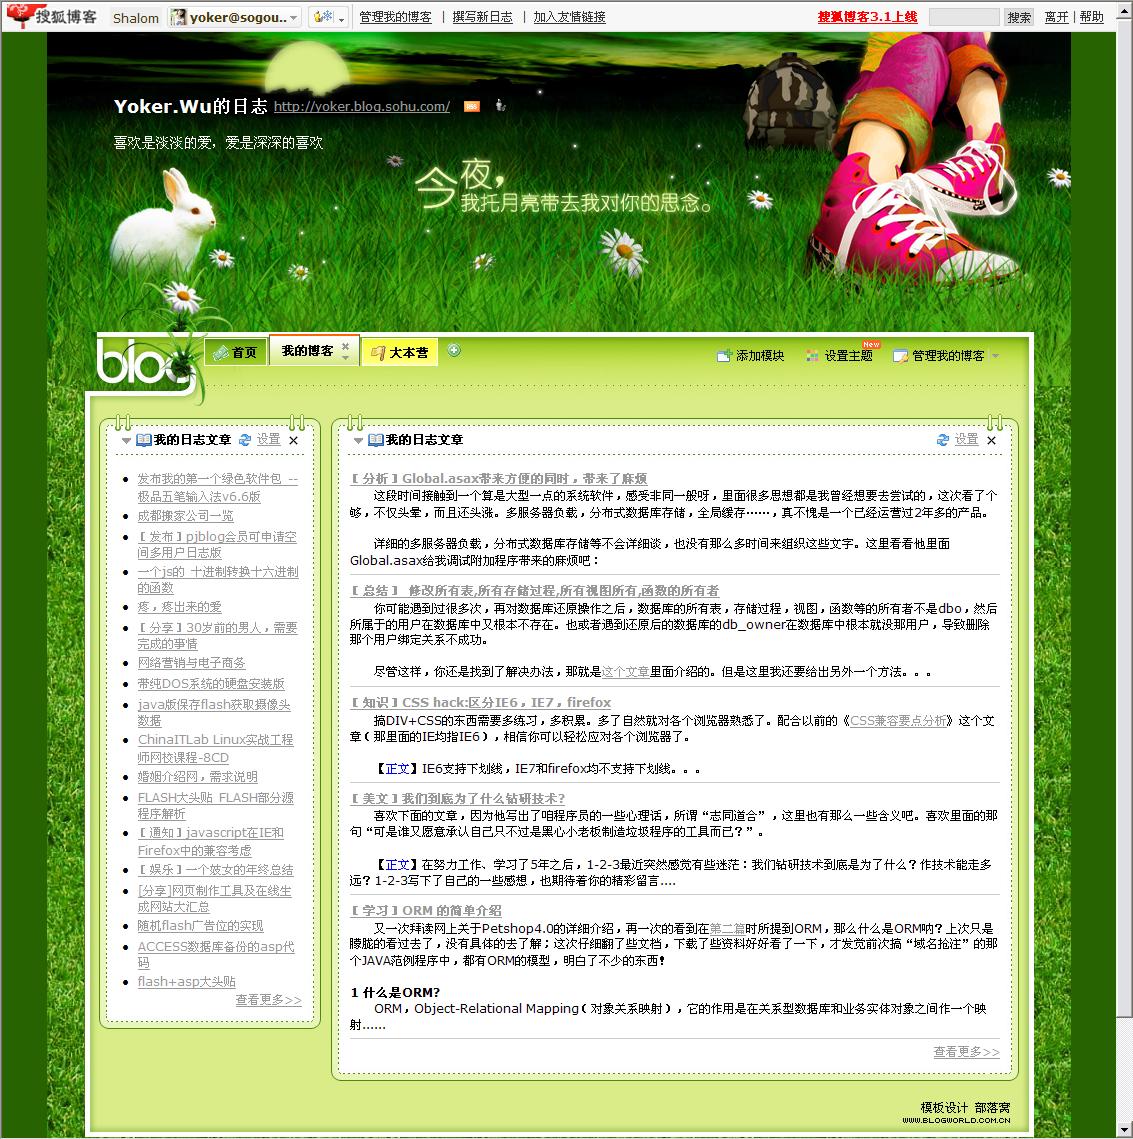 搜狐博客 Shalom yoker@sogou.. 管理我的博客 | 撰写新日志 | 加入友情链接 搜狐博客3.1上线 搜索 离开 | 帮助
Yoker.Wu的日志 http://yoker.blog.sohu.com/ RSS
喜欢是淡淡的爱，爱是深深的喜欢
今夜，
我托月亮带去我对你的思念。
blog 首页 我的博客 大本营 添加模块 设置主题 New 管理我的博客
我的日志文章 设置
发布我的第一个绿色软件包 --
极品五笔输入法v6.6版
成都搬家公司一览
[ 发布 ] pjblog会员可申请空
间多用户日志版
一个js的 十进制转换十六进制
的函数
疼，疼出来的爱
[ 分享 ] 30岁前的男人，需要
完成的事情
网络营销与电子商务
带纯DOS系统的硬盘安装版
java版保存flash获取摄像头
数据
ChinaITLab Linux实战工程
师网校课程-8CD
婚姻介绍网，需求说明
FLASH大头贴 FLASH部分源
程序解析
[ 通知 ] javascript在IE和
Firefox中的兼容考虑
[ 娱乐 ] 一个妓女的年终总结
[分享]网页制作工具及在线生
成网站大汇总
随机flash广告位的实现
ACCESS数据库备份的asp代
码
flash+asp大头贴
查看更多>>
我的日志文章 设置
[ 分析 ] Global.asax带来方便的同时，带来了麻烦
这段时间接触到一个算是大型一点的系统软件，感受非同一般呀，里面很多思想都是我曾经想要去尝试的，这次看了个
够，不仅头晕，而且还头涨。多服务器负载，分布式数据库存储，全局缓存……，真不愧是一个已经运营过2年多的产品。
详细的多服务器负载，分布式数据库存储等不会详细谈，也没有那么多时间来组织这些文字。这里看看他里面
Global.asax给我调试附加程序带来的麻烦吧：
[ 总结 ] 修改所有表,所有存储过程,所有视图所有,函数的所有者
你可能遇到过很多次，再对数据库还原操作之后，数据库的所有表，存储过程，视图，函数等的所有者不是dbo，然后
所属于的用户在数据库中又根本不存在。也或者遇到还原后的数据库的db_owner在数据库中根本就没那用户，导致删除
那个用户绑定关系不成功。
尽管这样，你还是找到了解决办法，那就是这个文章里面介绍的。但是这里我还要给出另外一个方法。。。
[ 知识 ] CSS hack:区分IE6，IE7，firefox
搞DIV+CSS的东西需要多练习，多积累。多了自然就对各个浏览器熟悉了。配合以前的《CSS兼容要点分析》这个文
章（那里面的IE均指IE6），相信你可以轻松应对各个浏览器了。
【正文】IE6支持下划线，IE7和firefox均不支持下划线。。。
[ 美文 ] 我们到底为了什么钻研技术?
喜欢下面的文章，因为他写出了咱程序员的一些心理话，所谓“志同道合”，这里也有那么一些含义吧。喜欢里面的那
句“可是谁又愿意承认自己只不过是黑心小老板制造垃圾程序的工具而已？”。
【正文】在努力工作、学习了5年之后，1-2-3最近突然感觉有些迷茫：我们钻研技术到底是为了什么？作技术能走多
远？1-2-3写下了自己的一些感想，也期待着你的精彩留言....
[ 学习 ] ORM 的简单介绍
又一次拜读网上关于Petshop4.0的详细介绍，再一次的看到在第二篇时所提到ORM，那么什么是ORM呐？上次只是
朦胧的看过去了，没有具体的去了解；这次仔细翻了些文档，下载了些资料好好看了一下，才发觉前次搞“域名抢注”的那
个JAVA范例程序中，都有ORM的模型，明白了不少的东西！
1 什么是ORM?
ORM，Object-Relational Mapping（对象关系映射），它的作用是在关系型数据库和业务实体对象之间作一个映
射……
查看更多>>
模板设计 部落窝
WWW.BLOGWORLD.COM.CN